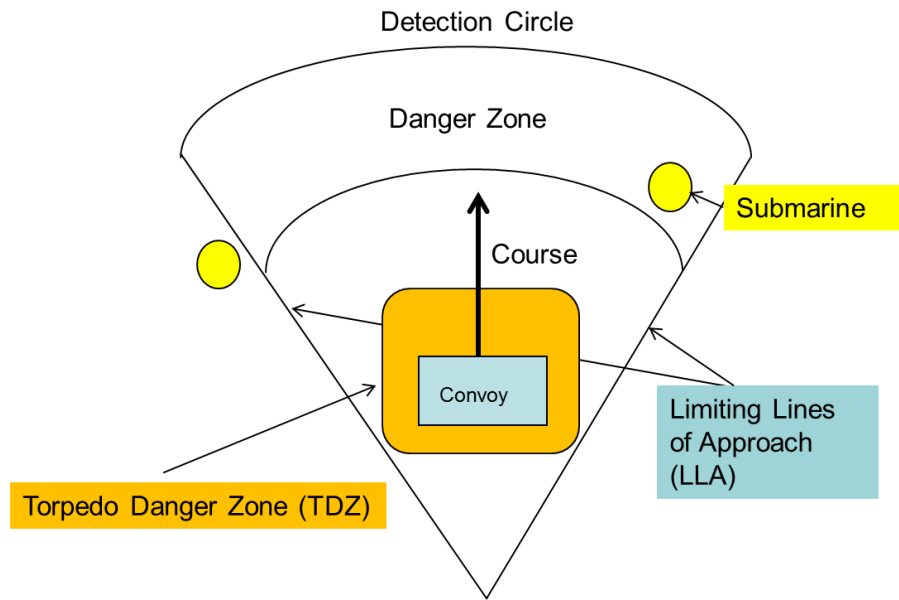 Detection Circle
Danger Zone
Submarine
Course
Convoy
Limiting Lines
of Approach
(LLA)
Torpedo Danger Zone (TDZ)